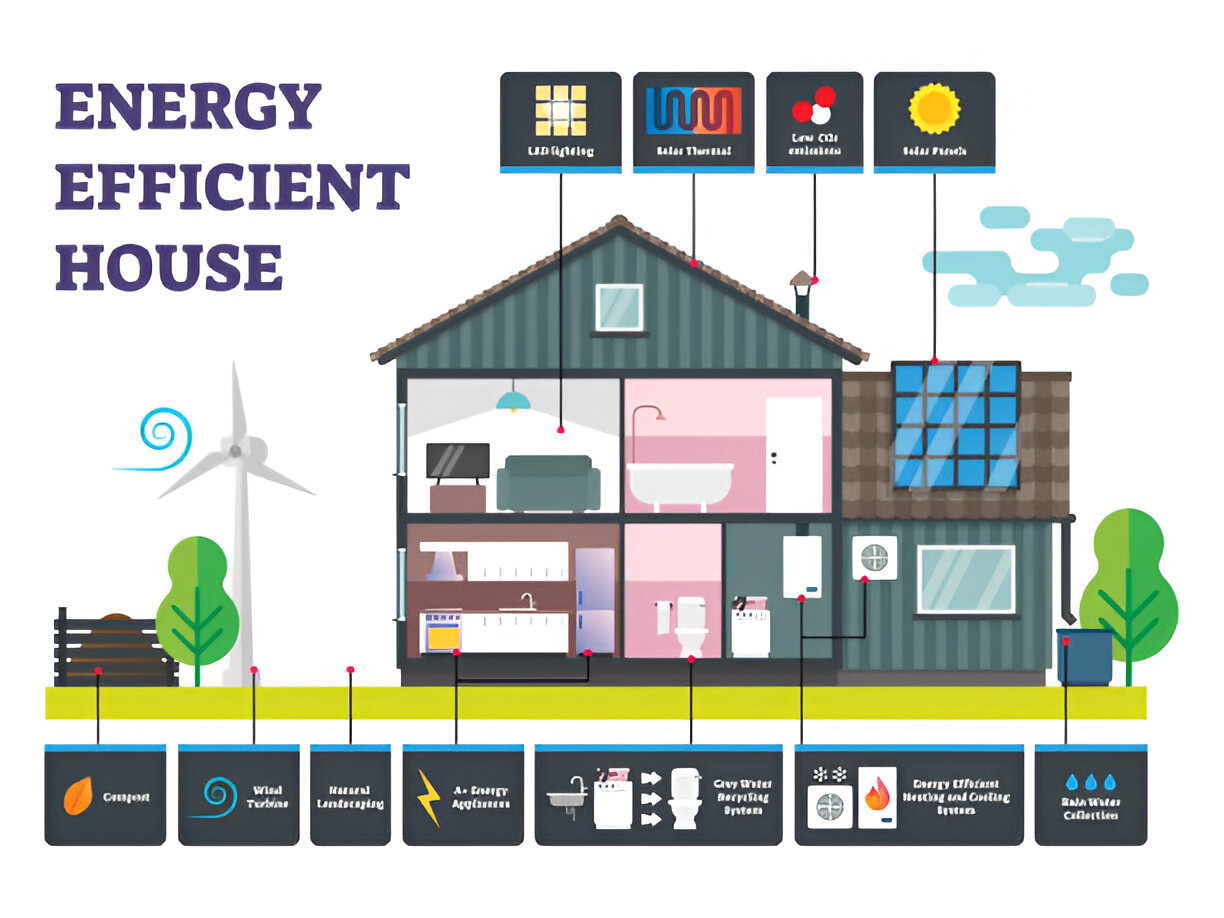 ENERGY
EFFICIENT
HOUSE
LED lighting
Solar Thermal
Low CO2
emissions
Solar Panels
Compost
Wind
Turbine
Natural
Landscaping
A+ Energy
Appliances
Grey Water
Recycling
System
Energy Efficient
Heating and Cooling
System
Rain Water
Collection